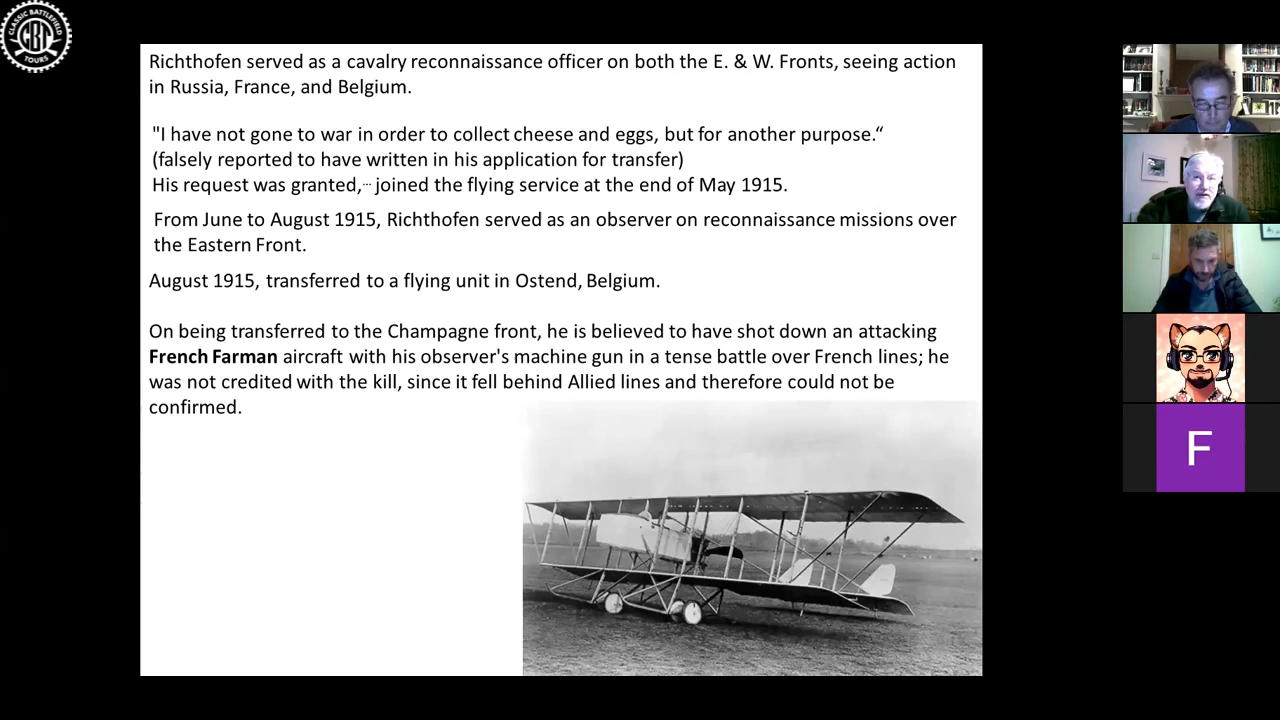 CLASSIC BATTLEFIELD
CBT
TOURS
Richthofen served as a cavalry reconnaissance officer on both the E. & W. Fronts, seeing action
in Russia, France, and Belgium.
"I have not gone to war in order to collect cheese and eggs, but for another purpose.“
(falsely reported to have written in his application for transfer)
His request was granted,... joined the flying service at the end of May 1915.
From June to August 1915, Richthofen served as an observer on reconnaissance missions over
the Eastern Front.
August 1915, transferred to a flying unit in Ostend, Belgium.
On being transferred to the Champagne front, he is believed to have shot down an attacking
French Farman aircraft with his observer's machine gun in a tense battle over French lines; he
was not credited with the kill, since it fell behind Allied lines and therefore could not be
confirmed.
F